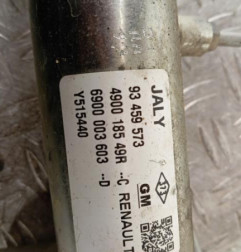 JALY
93 459 573
4900 185 49R -C RENAULT
6900 003 603 -D
Y515440
GM